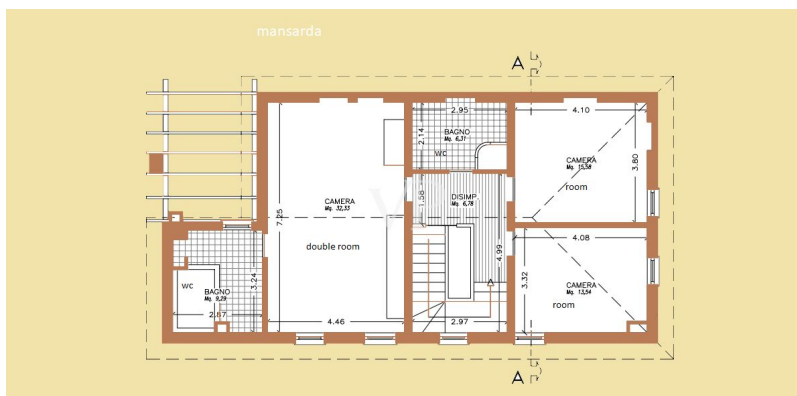 mansarda
A
2.95
4.10
2.14
BAGNO
Mq. 6,31
WC
CAMERA
Mq. 15,58
room
3.80
1.58
DISIMP.
Mq. 6,78
CAMERA
Mq. 32,33
7.25
double room
4.08
4.99
3.32
3.24
WC
BAGNO
Mq. 9,29
2.87
CAMERA
Mq. 13,54
room
4.46
2.97
A